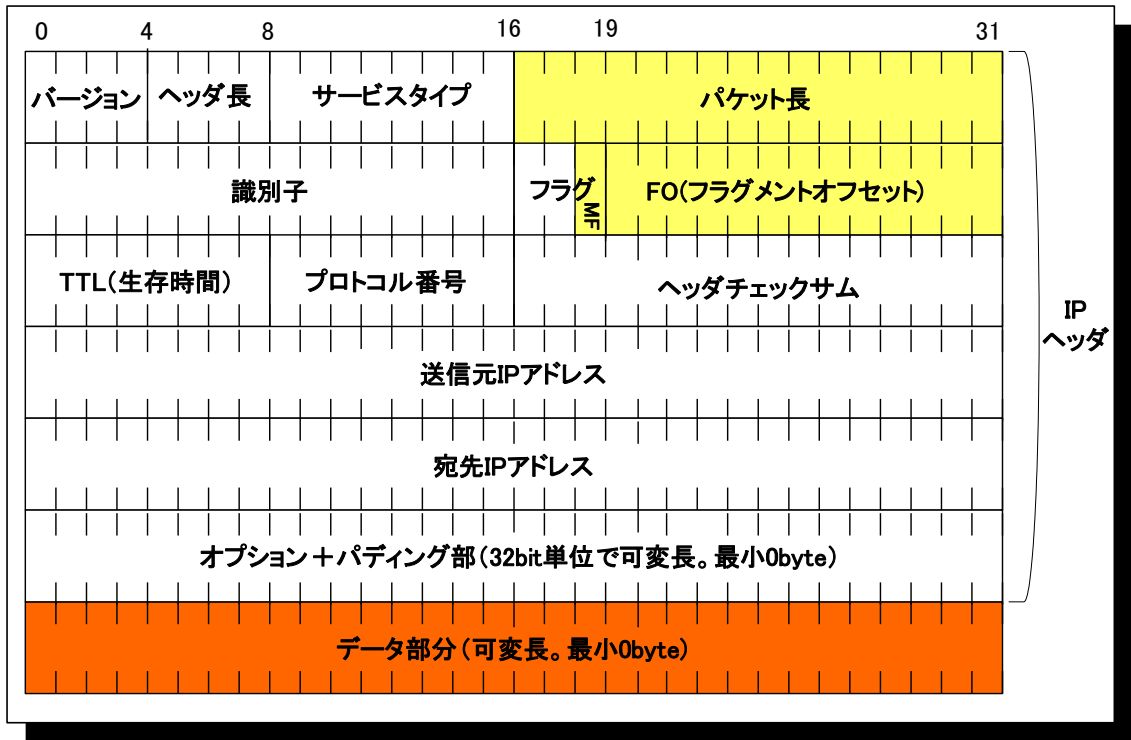 0 4 8 16 19 31
バージョン ヘッダ長 サービスタイプ パケット長
識別子 フラグ MF FO(フラグメントオフセット)
TTL(生存時間) プロトコル番号 ヘッダチェックサム
IP
ヘッダ
送信元IPアドレス
宛先IPアドレス
オプション+パディング部(32bit単位で可変長。最小0byte)
データ部分(可変長。最小0byte)